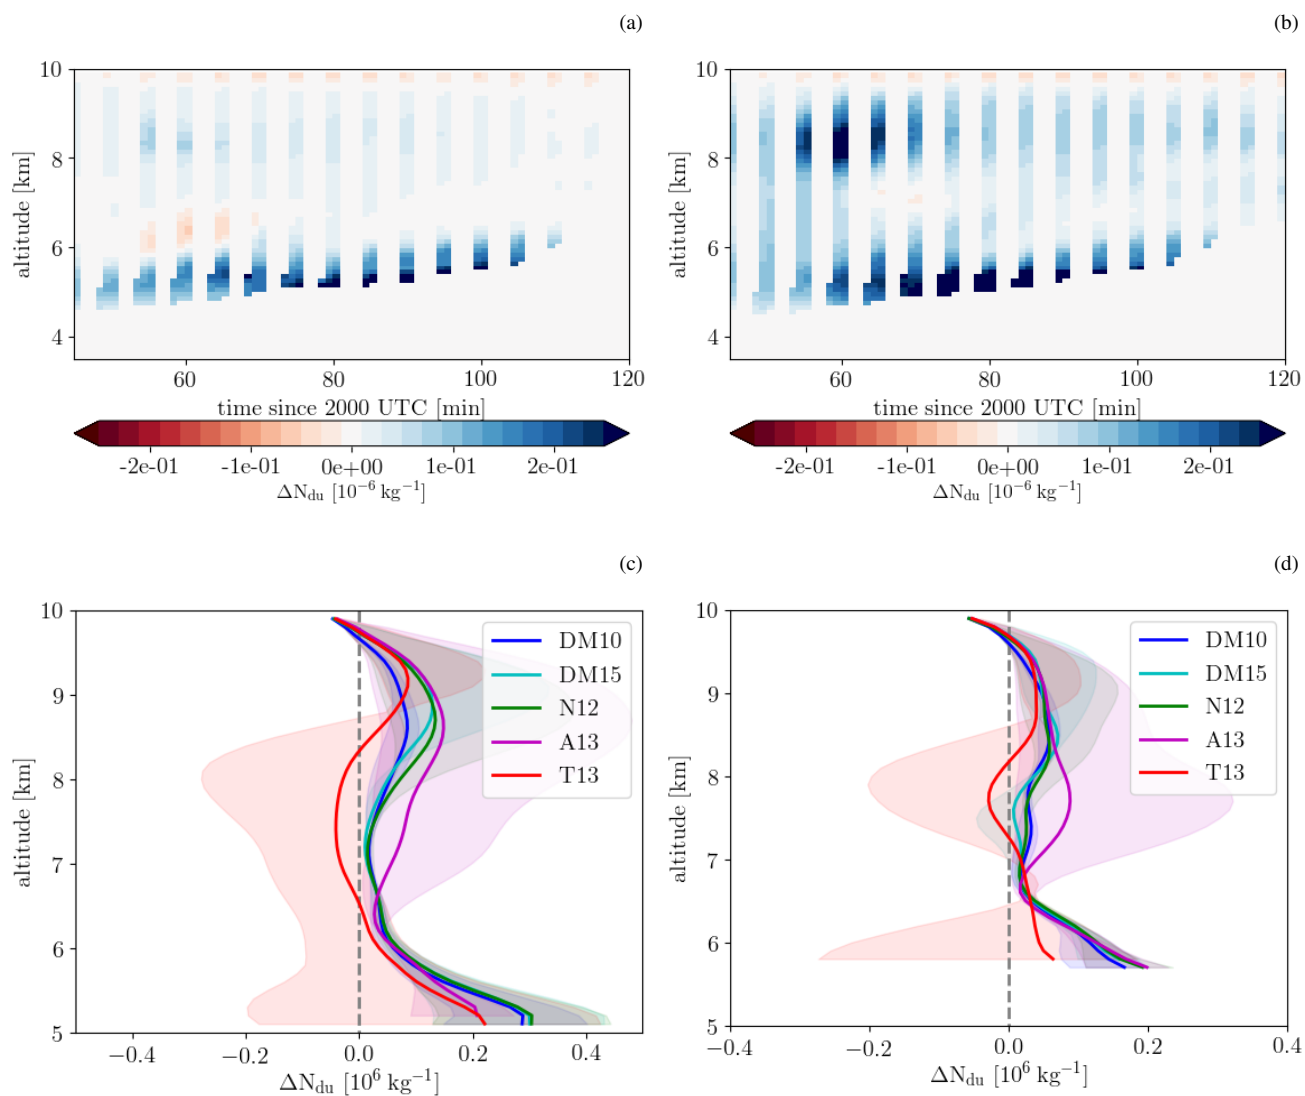 (a)
(b)
10
8
6
4
altitude [km]
60
80
100
120
time since 2000 UTC [min]
-2e-01
-1e-01
0e+00
1e-01
2e-01
ΔN_du [10⁻⁶ kg⁻¹]
10
8
6
4
altitude [km]
60
80
100
120
time since 2000 UTC [min]
-2e-01
-1e-01
0e+00
1e-01
2e-01
ΔN_du [10⁻⁶ kg⁻¹]
(c)
(d)
10
9
8
7
6
5
altitude [km]
DM10
DM15
N12
A13
T13
−0.4
−0.2
0.0
0.2
0.4
ΔN_du [10⁶ kg⁻¹]
10
9
8
7
6
5
altitude [km]
DM10
DM15
N12
A13
T13
−0.4
−0.2
0.0
0.2
0.4
ΔN_du [10⁶ kg⁻¹]